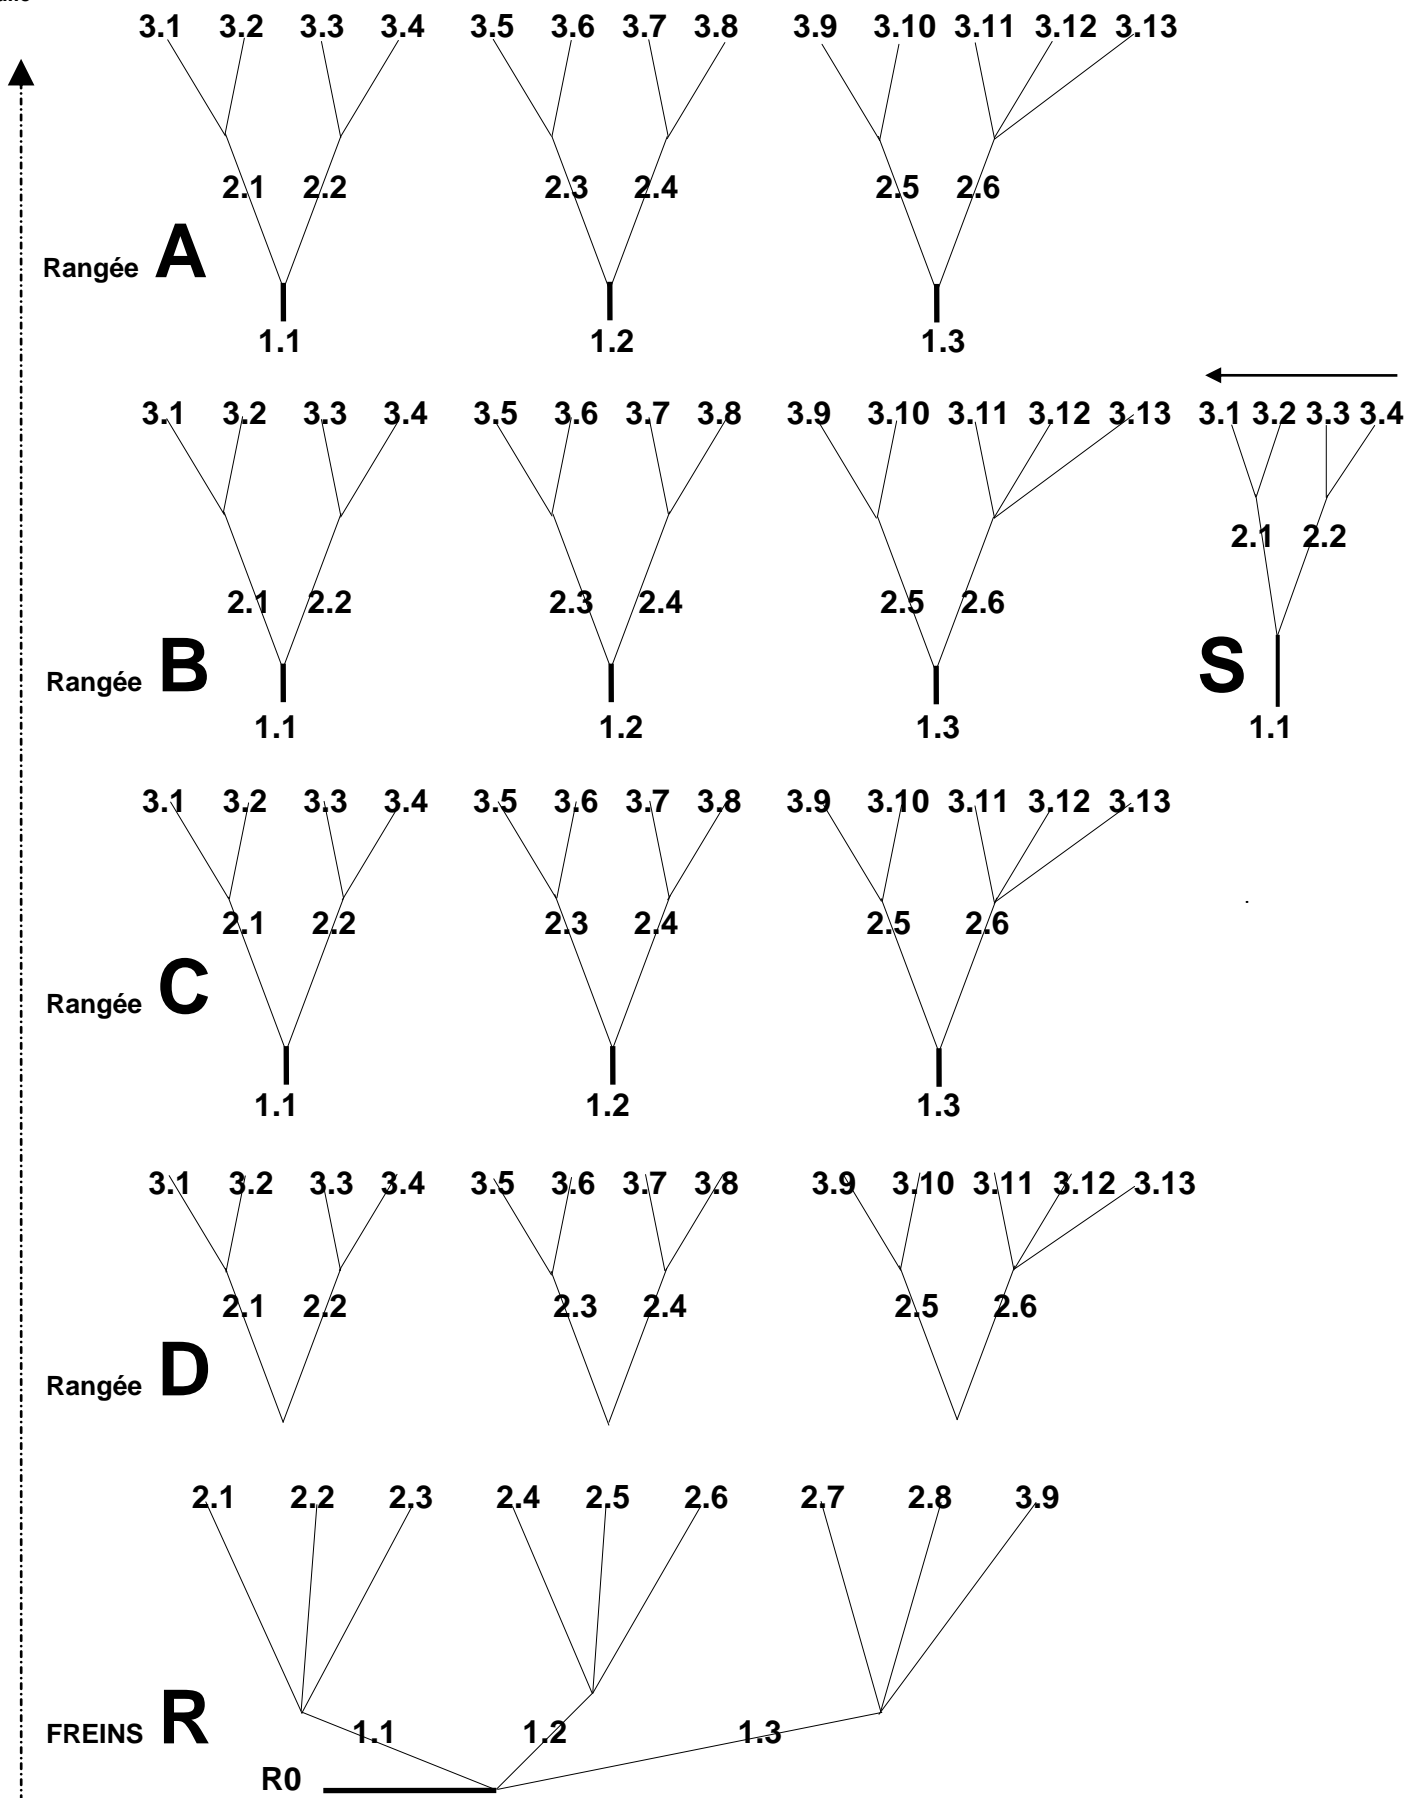 3.1 3.2 3.3 3.4 3.5 3.6 3.7 3.8 3.9 3.10 3.11 3.12 3.13
2.1 2.2 2.3 2.4 2.5 2.6
Rangée A
1.1 1.2 1.3
3.1 3.2 3.3 3.4 3.5 3.6 3.7 3.8 3.9 3.10 3.11 3.12 3.13 3.1 3.2 3.3 3.4
2.1 2.2
2.1 2.2 2.3 2.4 2.5 2.6
Rangée B S
1.1 1.2 1.3 1.1
3.1 3.2 3.3 3.4 3.5 3.6 3.7 3.8 3.9 3.10 3.11 3.12 3.13
2.1 2.2 2.3 2.4 2.5 2.6
Rangée C
1.1 1.2 1.3
3.1 3.2 3.3 3.4 3.5 3.6 3.7 3.8 3.9 3.10 3.11 3.12 3.13
2.1 2.2 2.3 2.4 2.5 2.6
Rangée D
2.1 2.2 2.3 2.4 2.5 2.6 2.7 2.8 3.9
FREINS R 1.1 1.2 1.3
R0